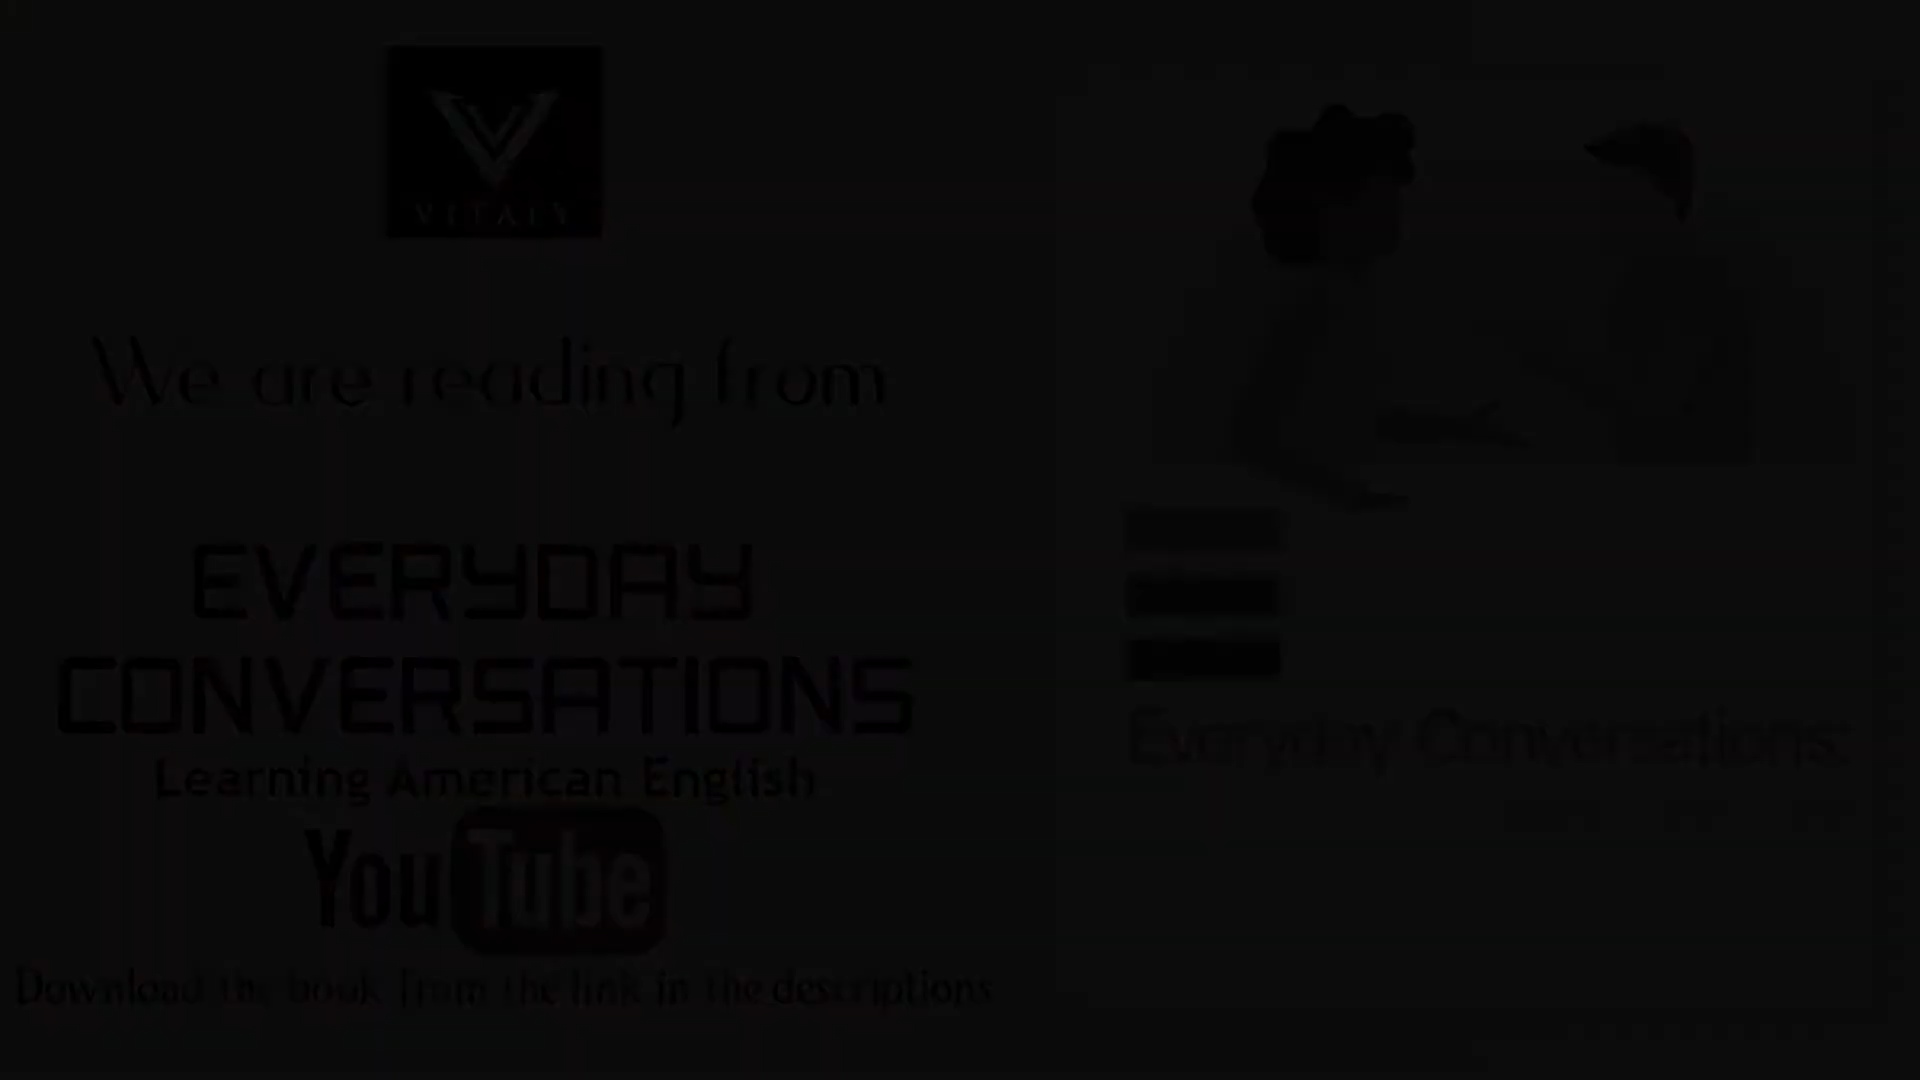 VITALY
We are reading from
EVERYDAY
CONVERSATIONS
Learning American English
YouTube
Download the book from the link in the descriptions
Everyday Conversations: